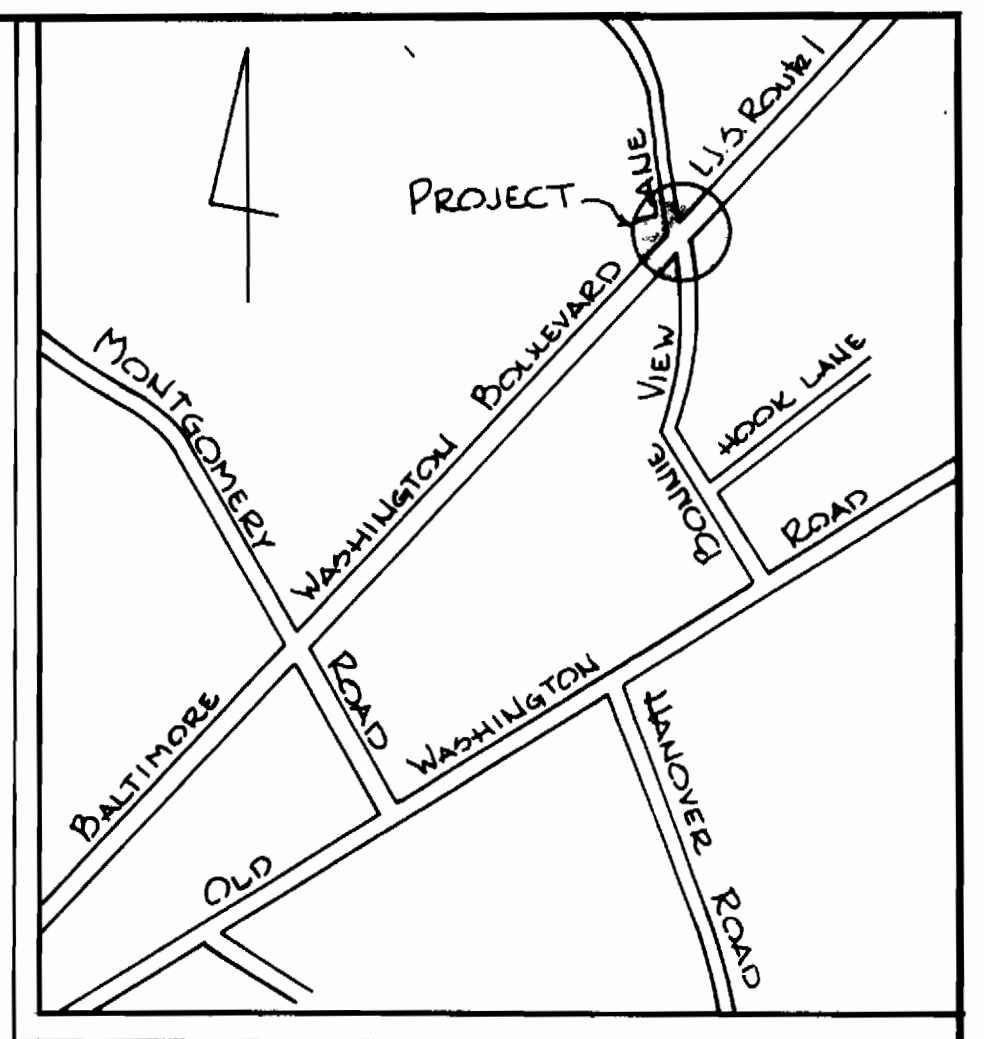 U.S. Route 1
LANE
PROJECT
BALTIMORE WASHINGTON BOULEVARD
MONTGOMERY ROAD
BONNIE VIEW
HOOK LANE
OLD WASHINGTON ROAD
HANOVER ROAD